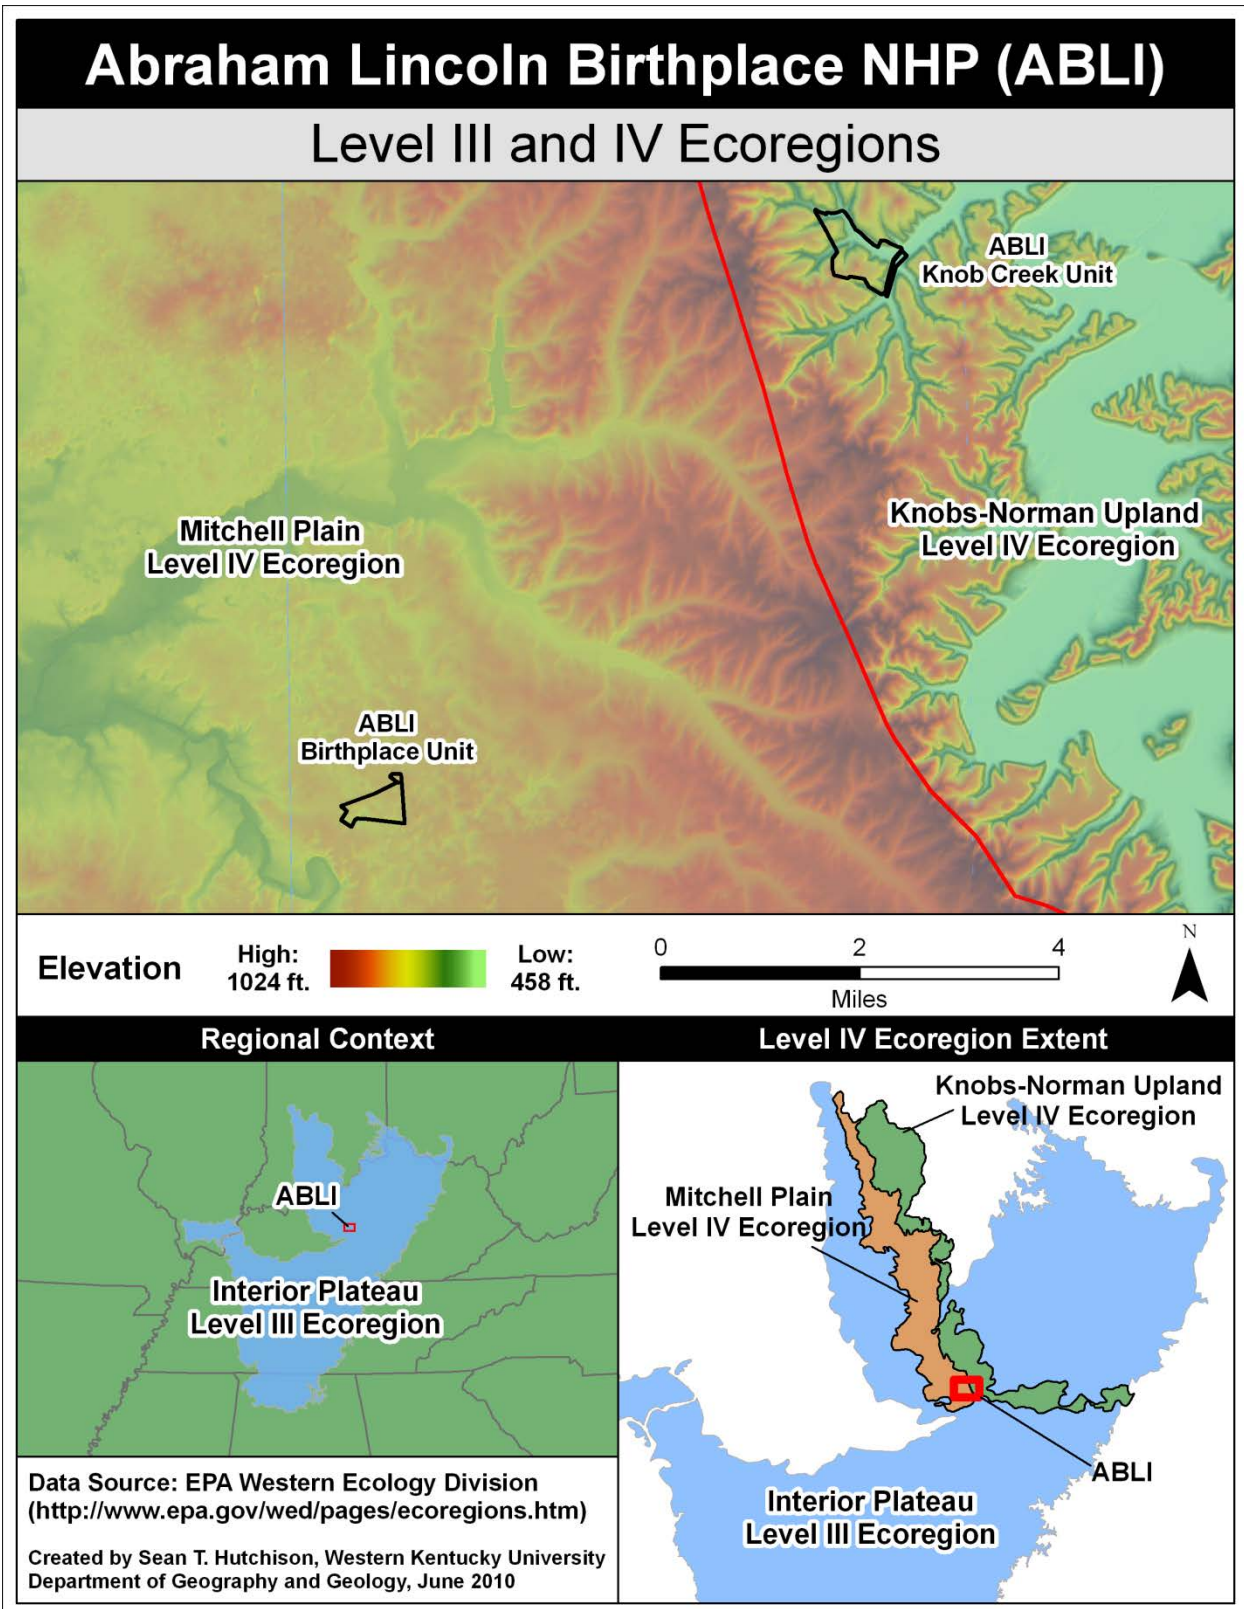 Abraham Lincoln Birthplace NHP (ABLI)
Level III and IV Ecoregions
ABLI
Knob Creek Unit
Knobs-Norman Upland
Level IV Ecoregion
Mitchell Plain
Level IV Ecoregion
ABLI
Birthplace Unit
Elevation
High:
1024 ft.
Low:
458 ft.
0 2 4
Miles
N
Regional Context
ABLI
Interior Plateau
Level III Ecoregion
Data Source: EPA Western Ecology Division
(http://www.epa.gov/wed/pages/ecoregions.htm)
Created by Sean T. Hutchison, Western Kentucky University
Department of Geography and Geology, June 2010
Level IV Ecoregion Extent
Knobs-Norman Upland
Level IV Ecoregion
Mitchell Plain
Level IV Ecoregion
ABLI
Interior Plateau
Level III Ecoregion